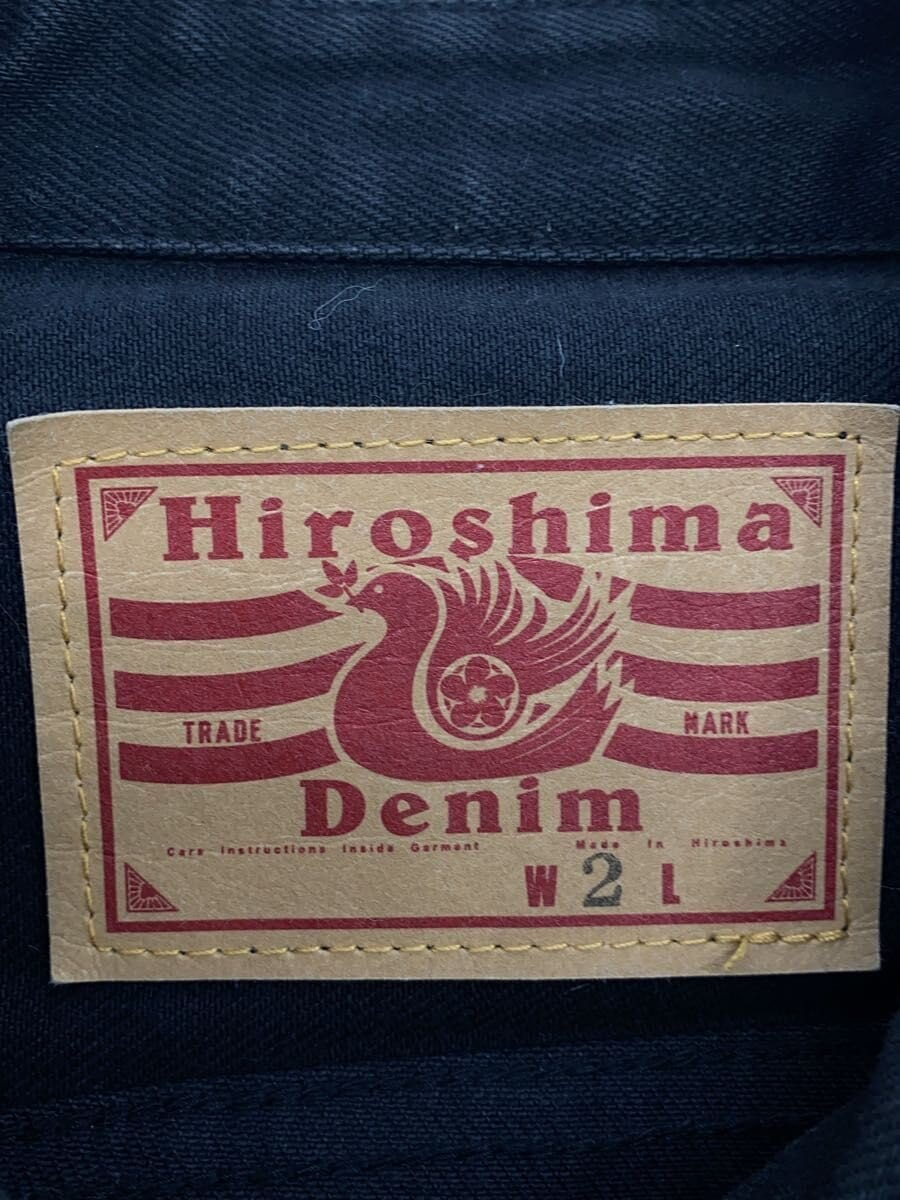 Hiroshima
TRADE MARK
Denim
Care Instructions Inside Garment Made In Hiroshima
W 2 L